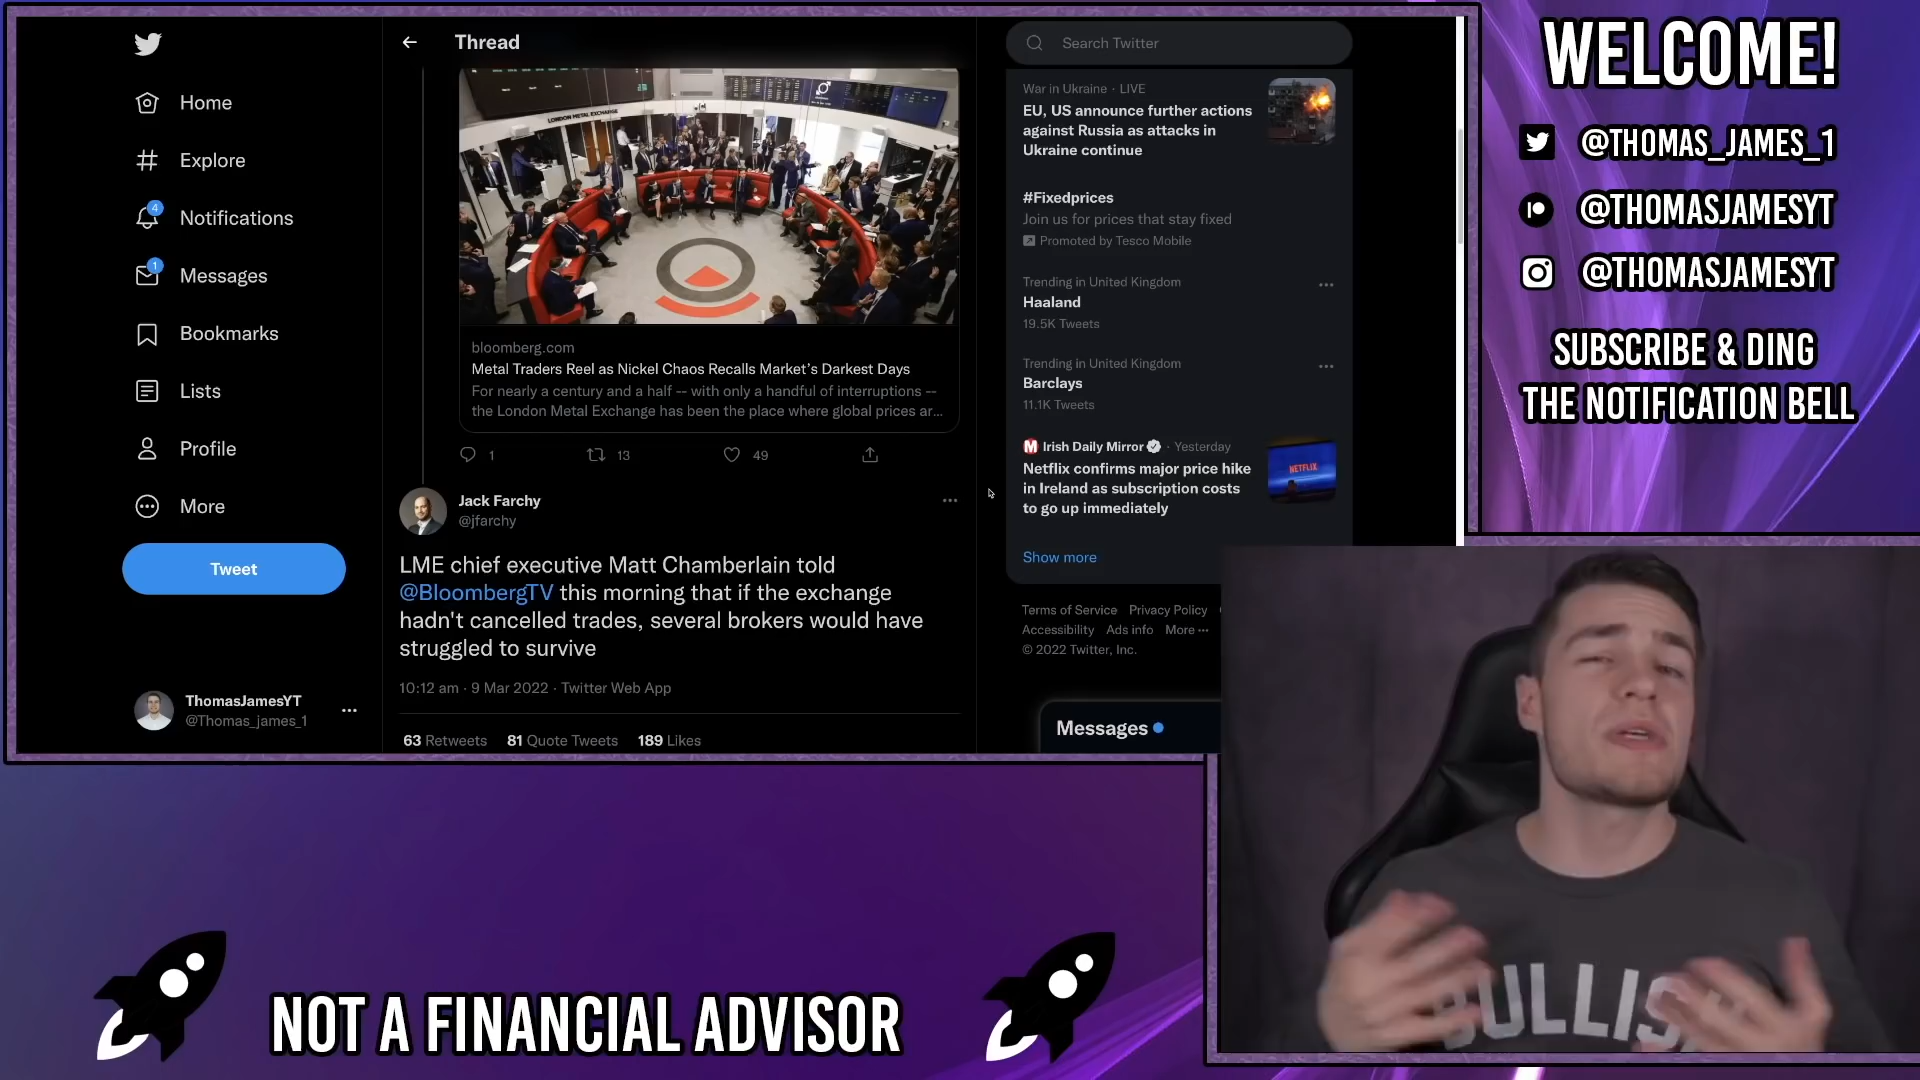 Thread
Search Twitter
Home
Explore
4
Notifications
1
Messages
Bookmarks
Lists
Profile
More
Tweet
ThomasJamesYT
@Thomas_james_1
LONDON METAL EXCHANGE
bloomberg.com
Metal Traders Reel as Nickel Chaos Recalls Market's Darkest Days
For nearly a century and a half -- with only a handful of interruptions --
the London Metal Exchange has been the place where global prices ar...
1
13
49
Jack Farchy
@jfarchy
LME chief executive Matt Chamberlain told
@BloombergTV this morning that if the exchange
hadn't cancelled trades, several brokers would have
struggled to survive
10:12 am · 9 Mar 2022 · Twitter Web App
63 Retweets 81 Quote Tweets 189 Likes
War in Ukraine · LIVE
EU, US announce further actions
against Russia as attacks in
Ukraine continue
#Fixedprices
Join us for prices that stay fixed
Promoted by Tesco Mobile
Trending in United Kingdom
Haaland
19.5K Tweets
Trending in United Kingdom
Barclays
11.1K Tweets
Irish Daily Mirror · Yesterday
Netflix confirms major price hike
in Ireland as subscription costs
to go up immediately
NETFLIX
Show more
Terms of Service Privacy Policy
Accessibility Ads info More
© 2022 Twitter, Inc.
Messages
WELCOME!
@THOMAS_JAMES_1
@THOMASJAMESYT
@THOMASJAMESYT
SUBSCRIBE & DING
THE NOTIFICATION BELL
NOT A FINANCIAL ADVISOR